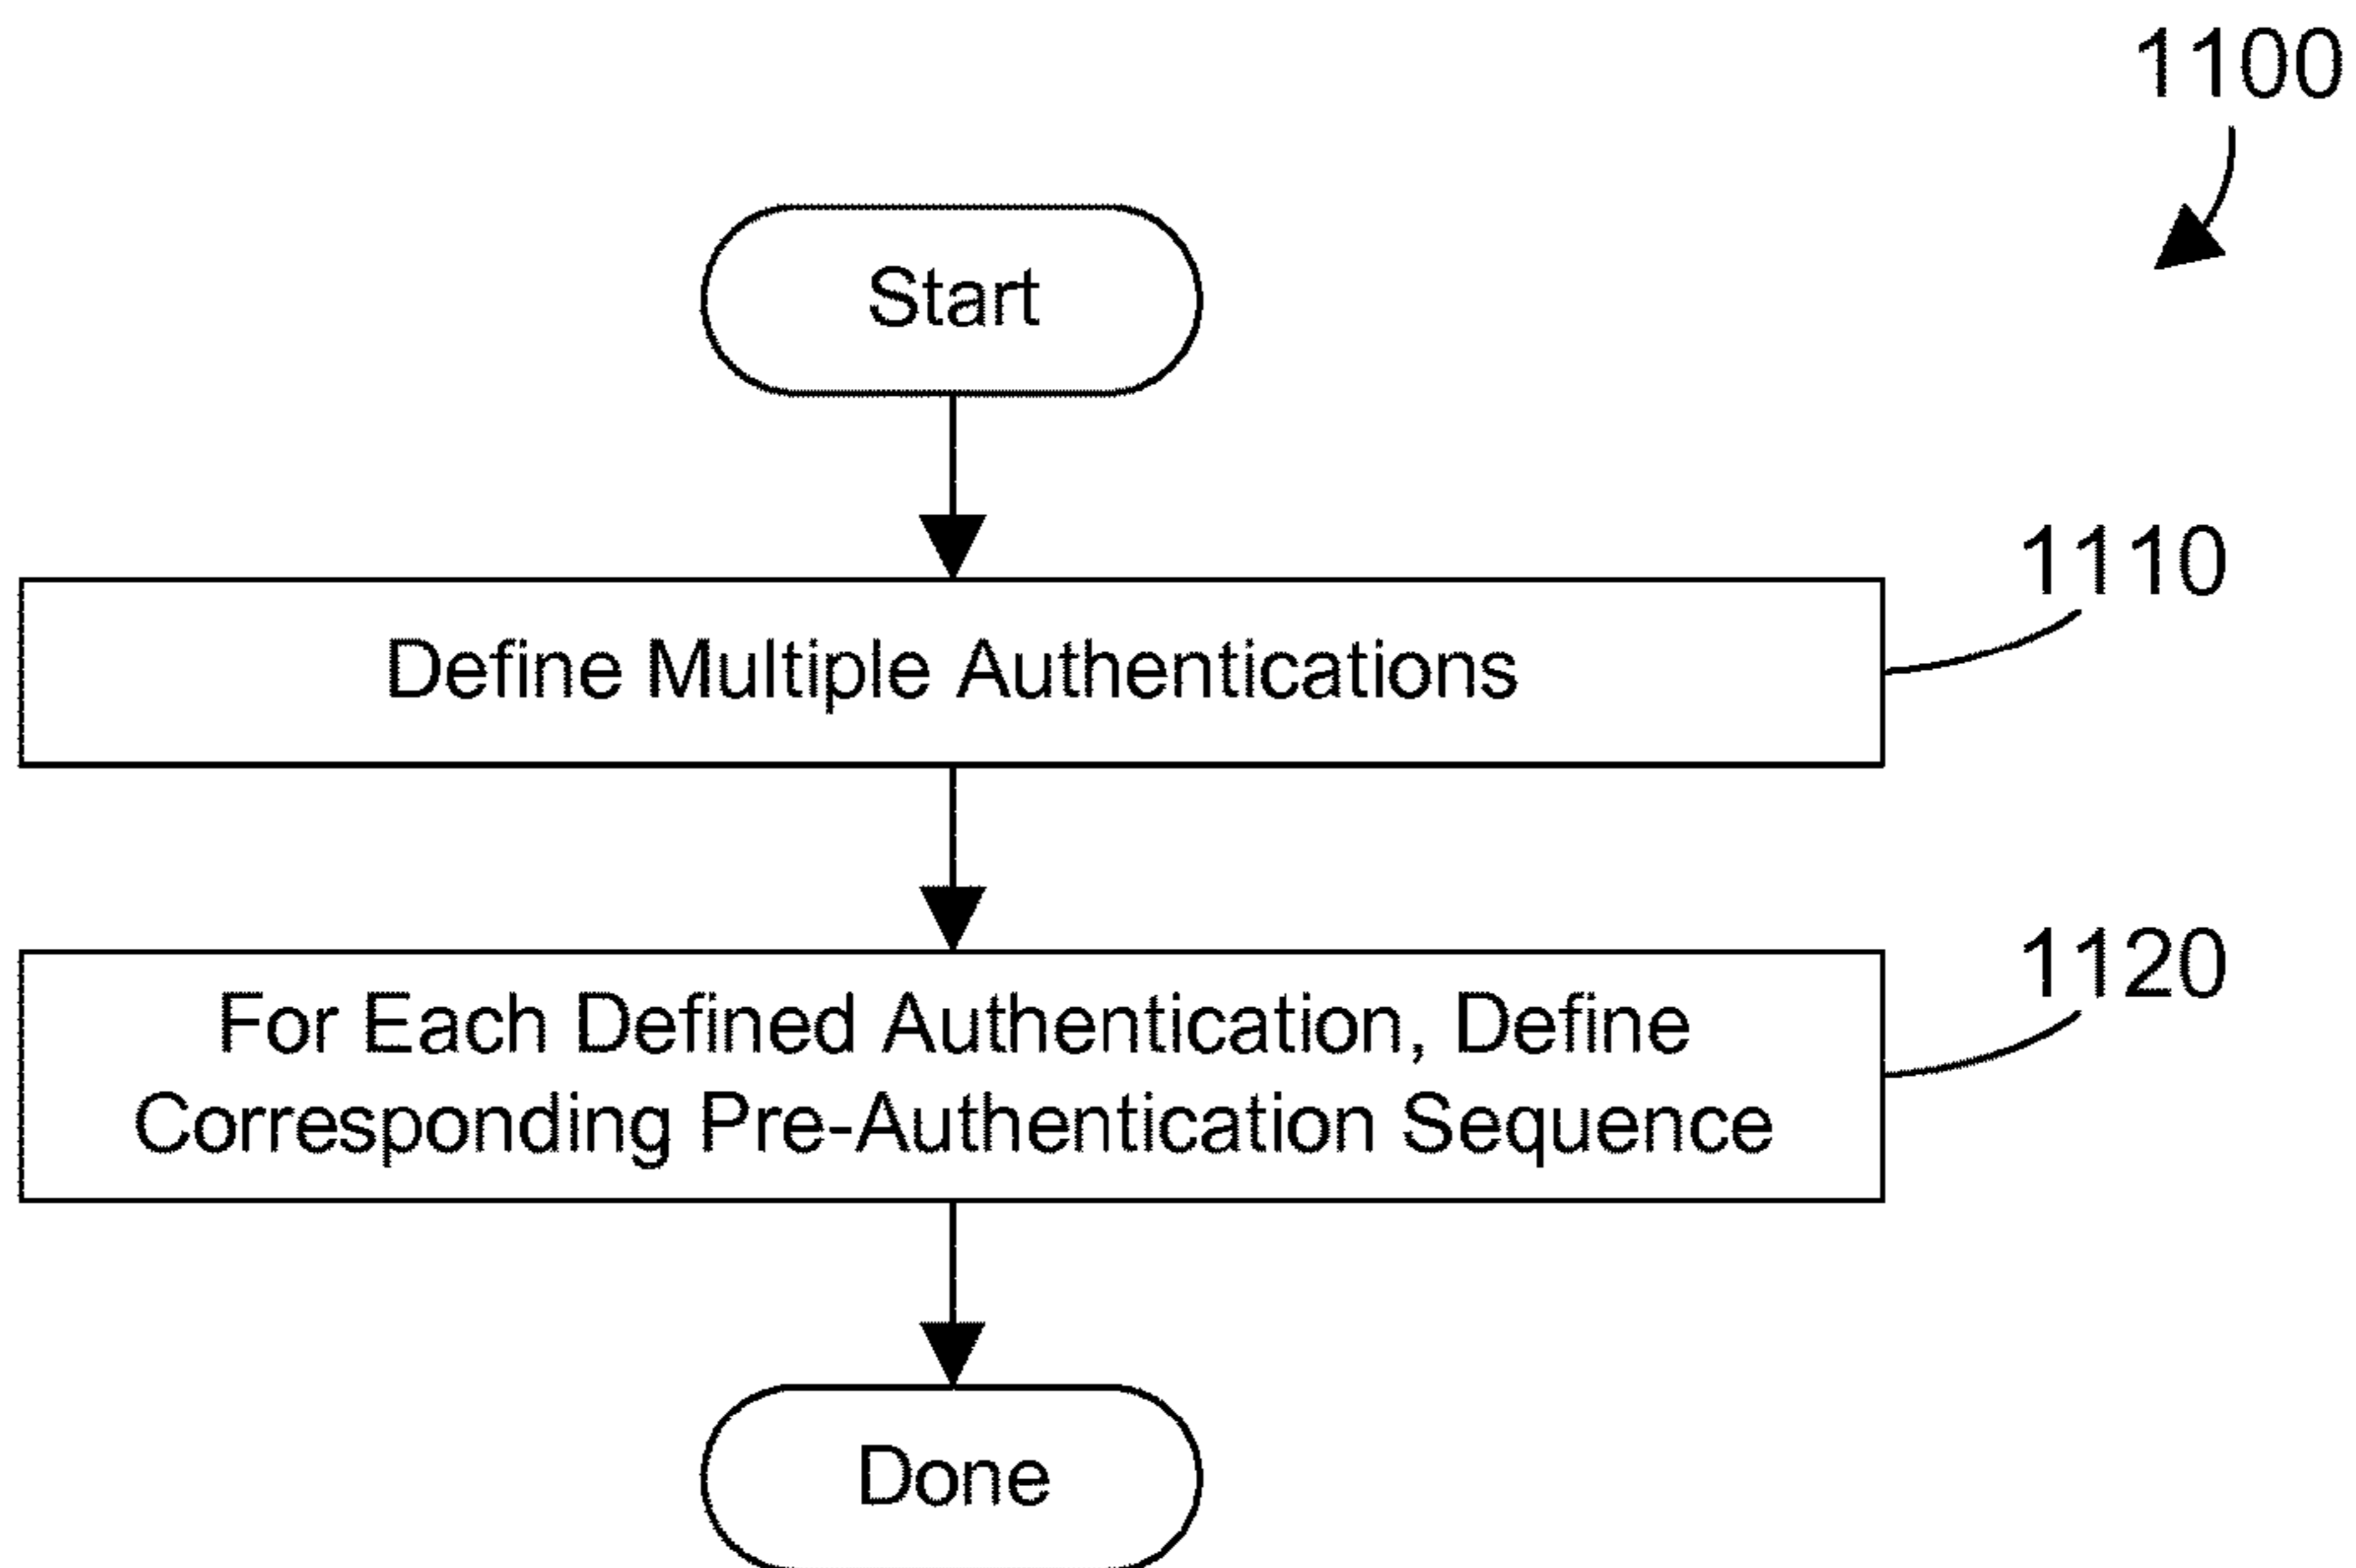 1100
Start
1110
Define Multiple Authentications
1120
For Each Defined Authentication, Define
Corresponding Pre-Authentication Sequence
Done